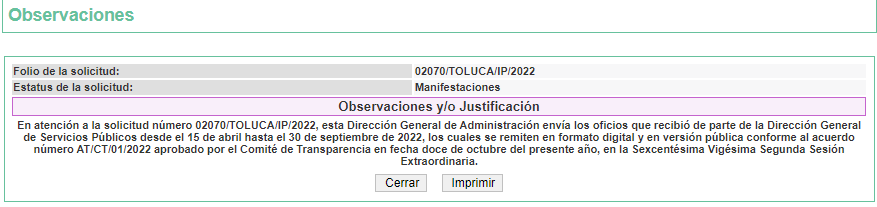 Observaciones
Folio de la solicitud: 02070/TOLUCA/IP/2022
Estatus de la solicitud: Manifestaciones
Observaciones y/o Justificación
En atención a la solicitud número 02070/TOLUCA/IP/2022, esta Dirección General de Administración envía los oficios que recibió de parte de la Dirección General
de Servicios Públicos desde el 15 de abril hasta el 30 de septiembre de 2022, los cuales se remiten en formato digital y en versión pública conforme al acuerdo
número AT/CT/01/2022 aprobado por el Comité de Transparencia en fecha doce de octubre del presente año, en la Sexcentésima Vigésima Segunda Sesión
Extraordinaria.
Cerrar Imprimir